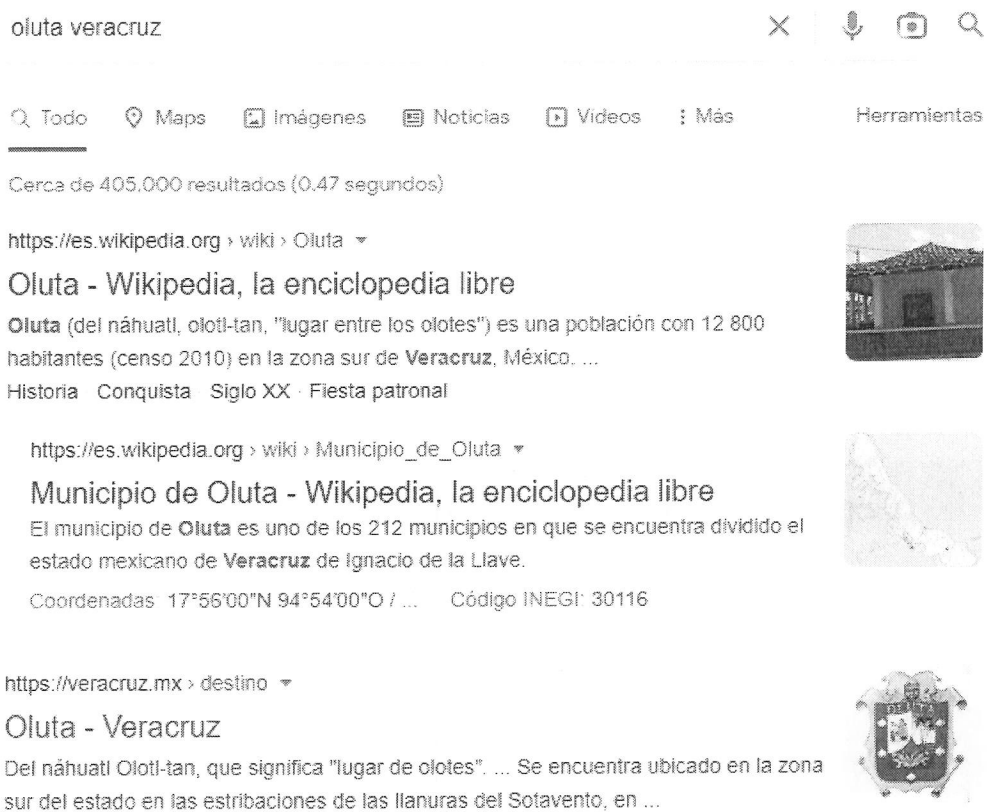 oluta veracruz
Todo Maps Imágenes Noticias Videos Más Herramientas
Cerca de 405,000 resultados (0.47 segundos)
https://es.wikipedia.org › wiki › Oluta
Oluta - Wikipedia, la enciclopedia libre
Oluta (del náhuatl, olotl-tan, "lugar entre los olotes") es una población con 12 800
habitantes (censo 2010) en la zona sur de Veracruz, México. ...
Historia · Conquista · Siglo XX · Fiesta patronal
https://es.wikipedia.org › wiki › Municipio_de_Oluta
Municipio de Oluta - Wikipedia, la enciclopedia libre
El municipio de Oluta es uno de los 212 municipios en que se encuentra dividido el
estado mexicano de Veracruz de Ignacio de la Llave.
Coordenadas: 17°56'00"N 94°54'00"O / ... Código INEGI: 30116
https://veracruz.mx › destino
Oluta - Veracruz
Del náhuatl Olotl-tan, que significa "lugar de olotes". ... Se encuentra ubicado en la zona
sur del estado en las estribaciones de las llanuras del Sotavento, en ...